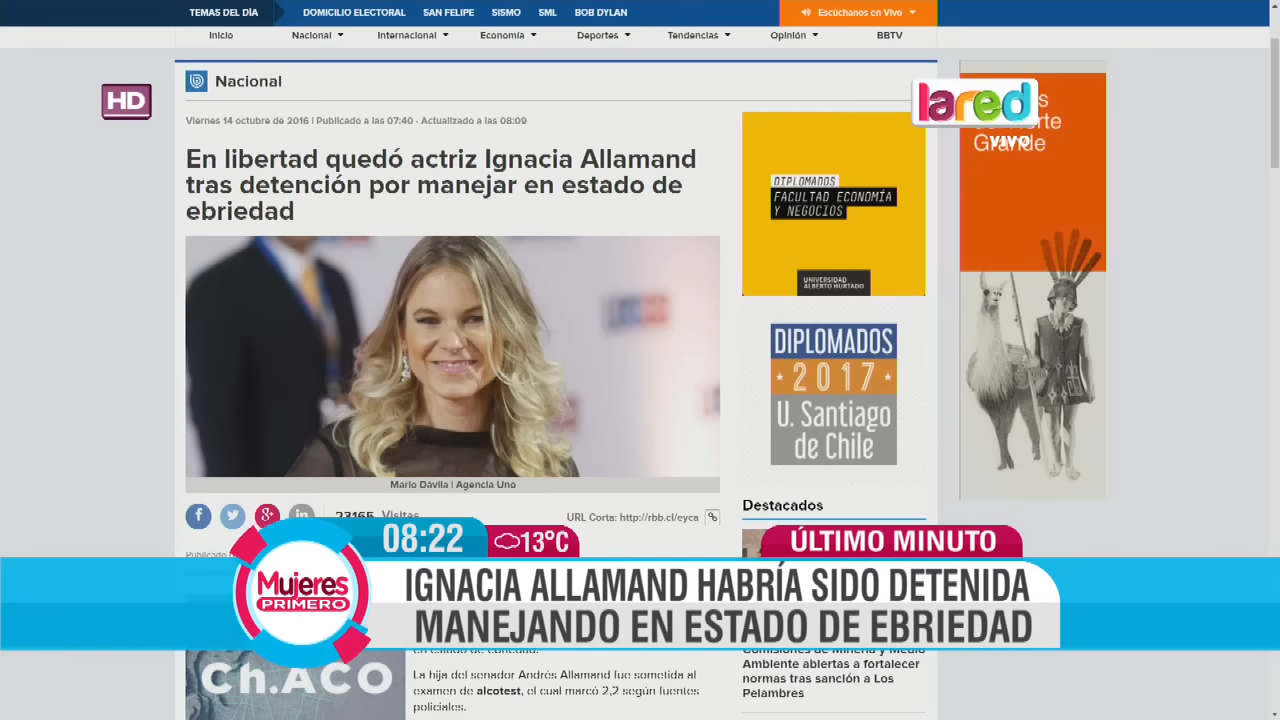 TEMAS DEL DÍA
DOMICILIO ELECTORAL SAN FELIPE SISMO SML BOB DYLAN
Escúchanos en Vivo
Inicio Nacional Internacional Economía Deportes Tendencias Opinión BBTV
Nacional
HD
lared
VIVO
Viernes 14 octubre de 2016 | Publicado a las 07:40 · Actualizado a las 08:09
En libertad quedó actriz Ignacia Allamand
tras detención por manejar en estado de
ebriedad
Mario Dávila | Agencia Uno
DIPLOMADOS
FACULTAD ECONOMÍA
Y NEGOCIOS
UNIVERSIDAD
ALBERTO HURTADO
Norte
Grande
DIPLOMADOS
2017
U. Santiago
de Chile
Destacados
23165 Visitas
URL Corta: http://rbb.cl/eyca
Publicado
08:22
13°C
ÚLTIMO MINUTO
Mujeres
PRIMERO
IGNACIA ALLAMAND HABRÍA SIDO DETENIDA
MANEJANDO EN ESTADO DE EBRIEDAD
Ch.ACO
en estado de ebriedad.
La hija del senador Andrés Allamand fue sometida al
examen de alcotest, el cual marcó 2,2 según fuentes
policiales.
Comisiones de Minería y Medio
Ambiente abiertas a fortalecer
normas tras sanción a Los
Pelambres